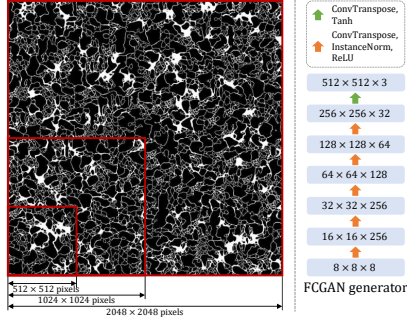 ConvTranspose,
Tanh
ConvTranspose,
InstanceNorm,
ReLU
512 × 512 × 3
256 × 256 × 32
128 × 128 × 64
64 × 64 × 128
32 × 32 × 256
16 × 16 × 256
8 × 8 × 8
FCGAN generator
512 × 512 pixels
1024 × 1024 pixels
2048 × 2048 pixels